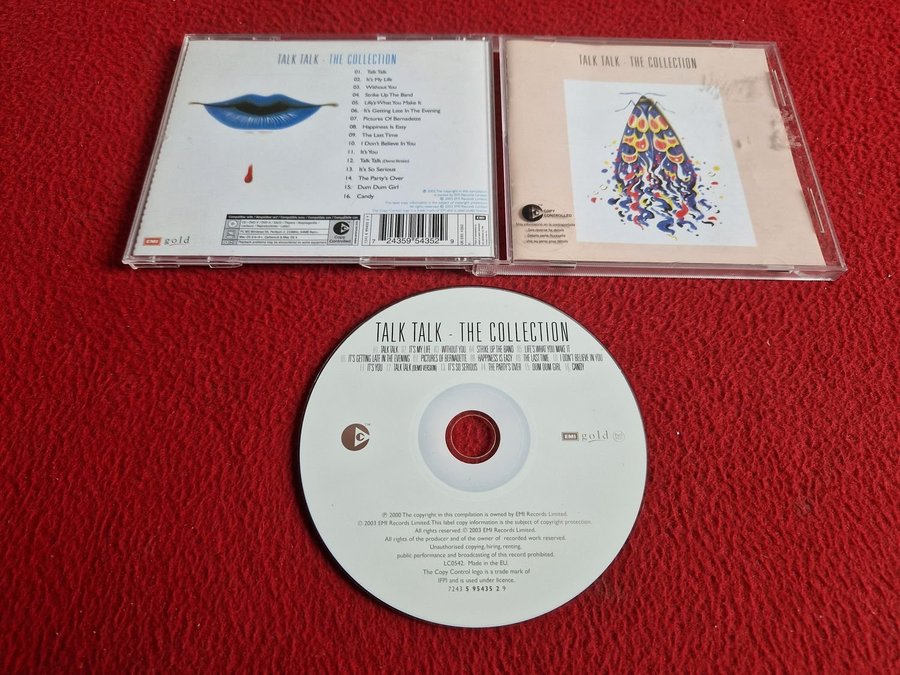 TALK TALK - THE COLLECTION
01. Talk Talk
02. It's My Life
03. Without You
04. Strike Up The Band
05. Life's What You Make It
06. It's Getting Late In The Evening
07. Pictures Of Bernadette
08. Happiness Is Easy
09. The Last Time
10. I Don't Believe In You
11. It's You
12. Talk Talk (Demo Version)
13. It's So Serious
14. The Party's Over
15. Dum Dum Girl
16. Candy
EMI gold
Copy
Controlled
7 24359 54352 9
EMI
TALK TALK - THE COLLECTION
COPY
CONTROLLED
TALK TALK - THE COLLECTION
01 TALK TALK 02 IT'S MY LIFE 03 WITHOUT YOU 04 STRIKE UP THE BAND 05 LIFE'S WHAT YOU MAKE IT
06 IT'S GETTING LATE IN THE EVENING 07 PICTURES OF BERNADETTE 08 HAPPINESS IS EASY 09 THE LAST TIME 10 I DON'T BELIEVE IN YOU
11 IT'S YOU 12 TALK TALK (DEMO VERSION) 13 IT'S SO SERIOUS 14 THE PARTY'S OVER 15 DUM DUM GIRL 16 CANDY
EMI gold
℗ 2000 The copyright in this compilation is owned by EMI Records Limited.
© 2003 EMI Records Limited. This label copy information is the subject of copyright protection.
All rights reserved. © 2003 EMI Records Limited.
All rights of the producer and of the owner of recorded work reserved.
Unauthorised copying, hiring, renting,
public performance and broadcasting of this record prohibited.
LC0542. Made in the EU.
The Copy Control logo is a trade mark of
IFPI and is used under licence.
7243 5 95435 2 9